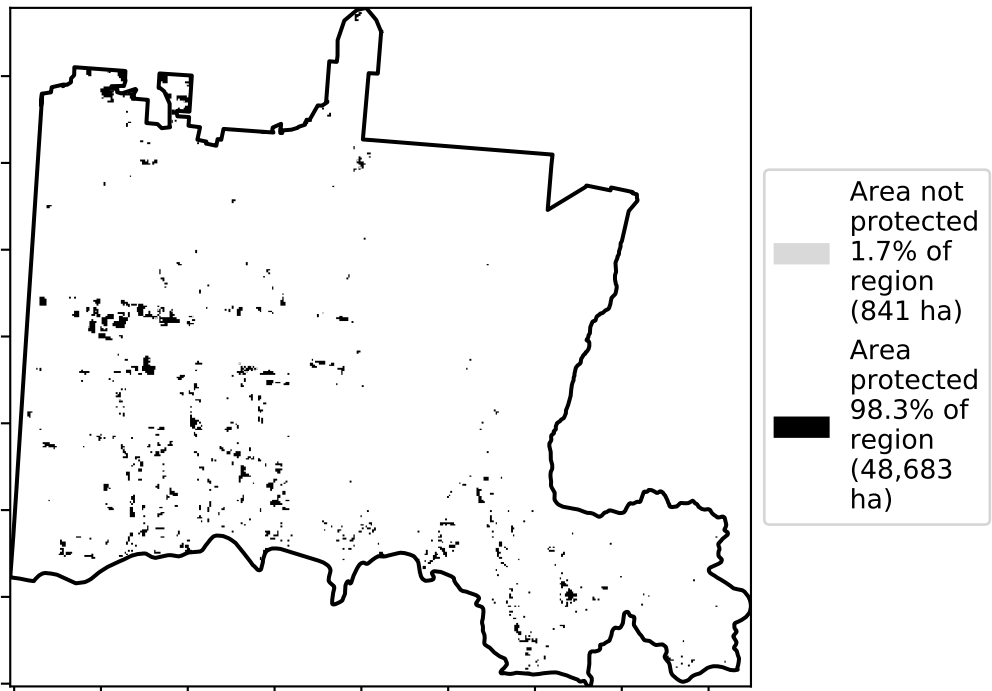 Area not
protected
1.7% of
region
(841 ha)
Area
protected
98.3% of
region
(48,683
ha)